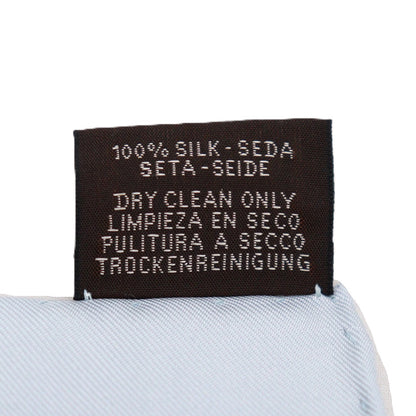 100% SILK-SEDA
SETA-SEIDE
DRY CLEAN ONLY
LIMPIEZA EN SECO
PULITURA A SECCO
TROCKENREINIGUNG